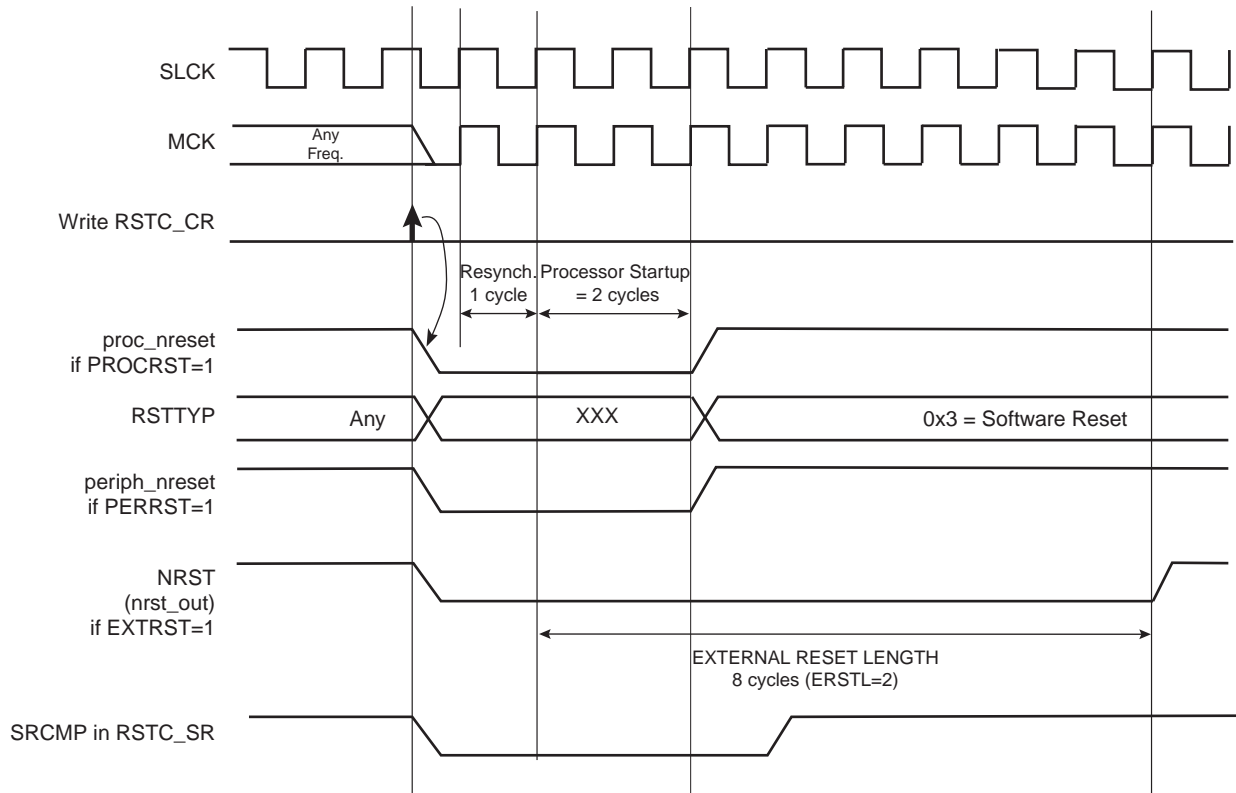 SLCK
MCK
Any
Freq.
Write RSTC_CR
Resynch.
1 cycle
Processor Startup
= 2 cycles
proc_nreset
if PROCRST=1
RSTTYP
Any
XXX
0x3 = Software Reset
periph_nreset
if PERRST=1
NRST
(nrst_out)
if EXTRST=1
EXTERNAL RESET LENGTH
8 cycles (ERSTL=2)
SRCMP in RSTC_SR